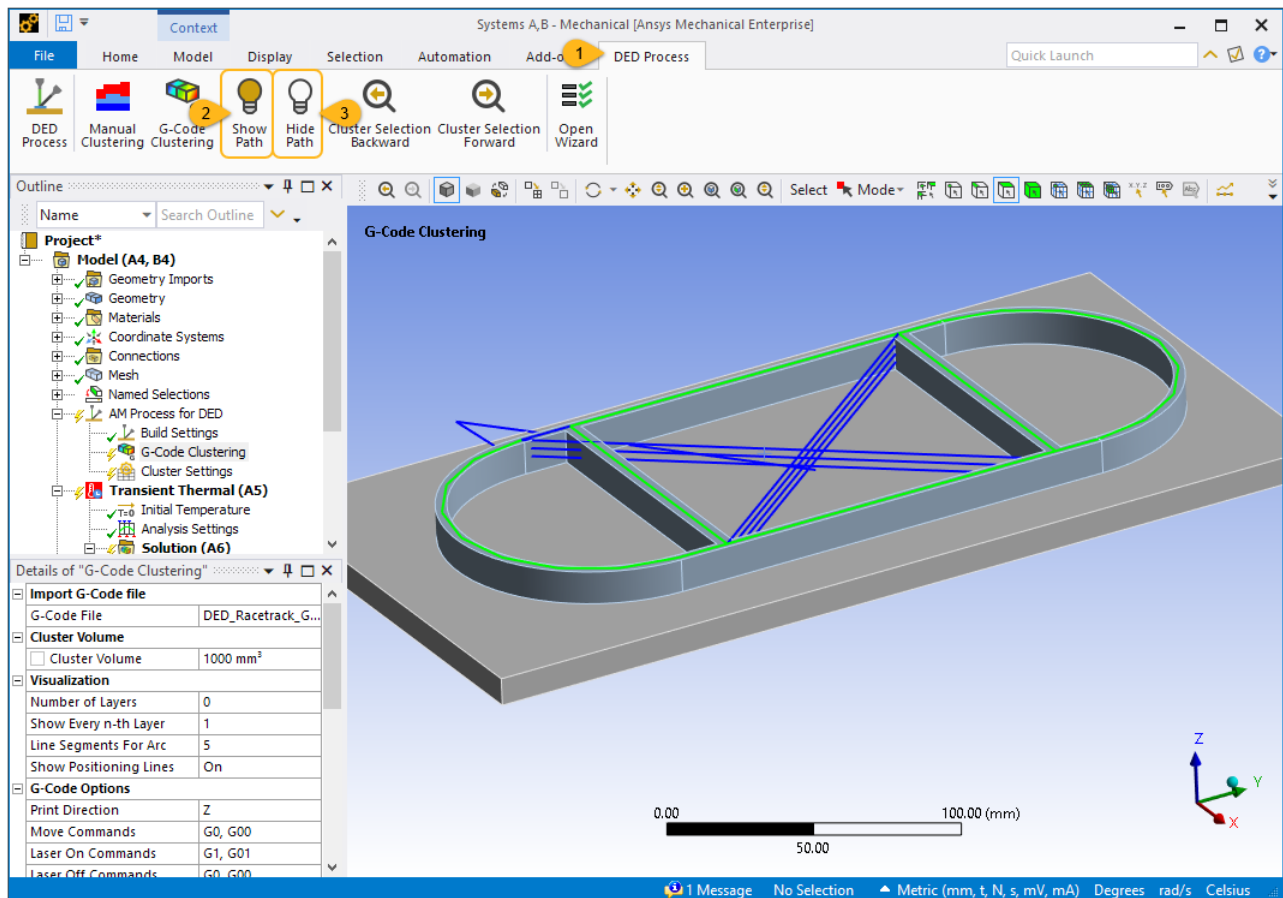 Context
Systems A,B - Mechanical [Ansys Mechanical Enterprise]
File Home Model Display Selection Automation Add-o 1 DED Process
Quick Launch
DED Process
Manual Clustering
G-Code Clustering
2
Show Path
Hide Path
3
Cluster Selection Backward
Cluster Selection Forward
Open Wizard
Outline
Select Mode
Name
Search Outline
Project*
Model (A4, B4)
Geometry Imports
Geometry
Materials
Coordinate Systems
Connections
Mesh
Named Selections
AM Process for DED
Build Settings
G-Code Clustering
Cluster Settings
Transient Thermal (A5)
T=0 Initial Temperature
Analysis Settings
Solution (A6)
Details of "G-Code Clustering"
Import G-Code file
G-Code File DED_Racetrack_G...
Cluster Volume
Cluster Volume 1000 mm³
Visualization
Number of Layers 0
Show Every n-th Layer 1
Line Segments For Arc 5
Show Positioning Lines On
G-Code Options
Print Direction Z
Move Commands G0, G00
Laser On Commands G1, G01
Laser Off Commands G0, G00
G-Code Clustering
Z
Y
X
0.00 100.00 (mm)
50.00
1 Message No Selection Metric (mm, t, N, s, mV, mA) Degrees rad/s Celsius